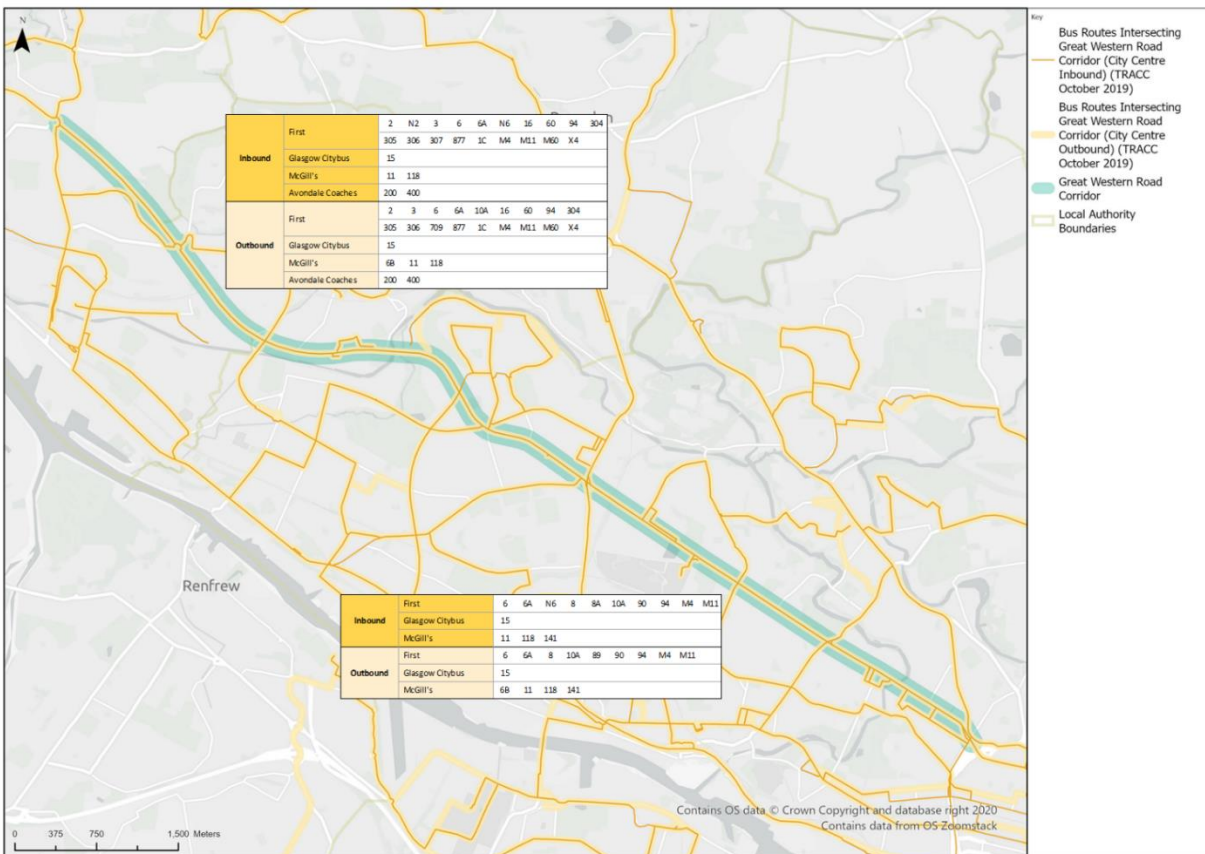 N
Inbound
First
2 N2 3 6 6A N6 16 60 94 304
305 306 307 877 1C M4 M11 M60 X4
Glasgow Citybus
15
McGill's
11 118
Avondale Coaches
200 400
Outbound
First
2 3 6 6A 10A 16 60 94 304
305 306 709 877 1C M4 M11 M60 X4
Glasgow Citybus
15
McGill's
6B 11 118
Avondale Coaches
200 400
Renfrew
Inbound
First
6 6A N6 8 8A 10A 90 94 M4 M11
Glasgow Citybus
15
McGill's
11 118 141
Outbound
First
6 6A 8 10A 89 90 94 M4 M11
Glasgow Citybus
15
McGill's
6B 11 118 141
Contains OS data © Crown Copyright and database right 2020
Contains data from OS Zoomstack
0 375 750 1,500 Meters
Key
Bus Routes Intersecting
Great Western Road
Corridor (City Centre
Inbound) (TRACC
October 2019)
Bus Routes Intersecting
Great Western Road
Corridor (City Centre
Outbound) (TRACC
October 2019)
Great Western Road
Corridor
Local Authority
Boundaries